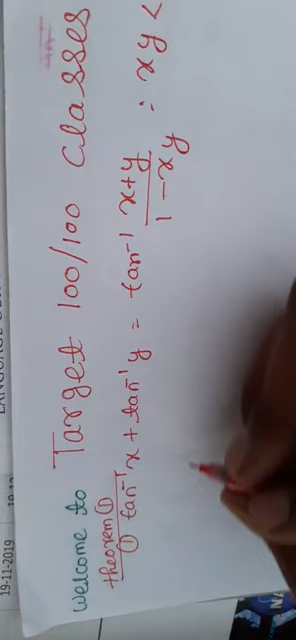 Welcome to
Target 100/100 Classes
theorem ①
① tan⁻¹x + tan⁻¹y = tan⁻¹ x+y / 1-xy : xy <
19-11-2019